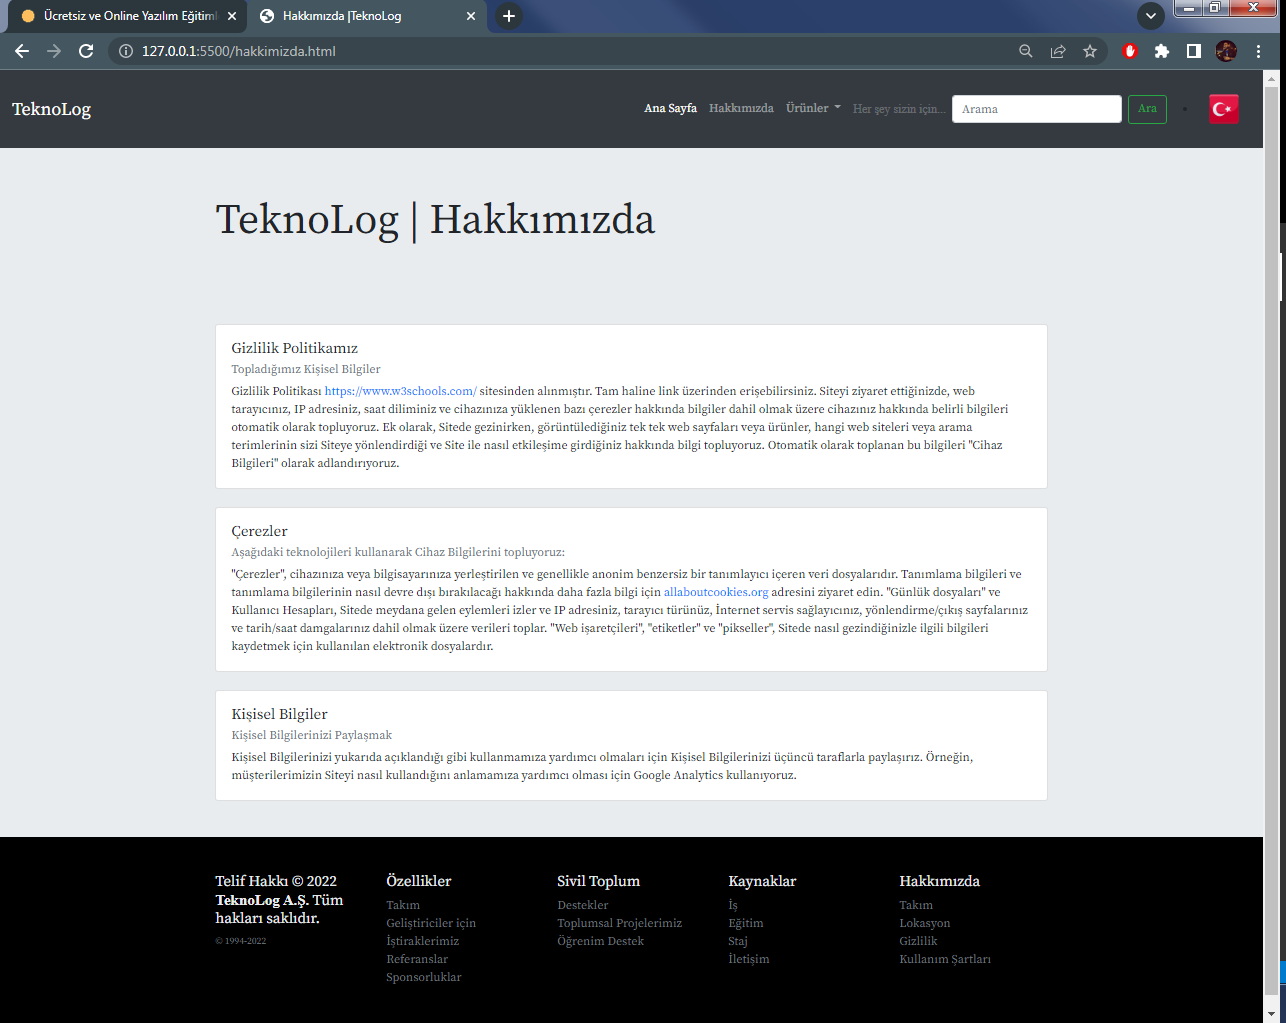 Ücretsiz ve Online Yazılım Eğitiml
Hakkımızda |TeknoLog
127.0.0.1:5500/hakkimizda.html
TeknoLog
Ana Sayfa Hakkımızda Ürünler Her şey sizin için... Arama Ara
TeknoLog | Hakkımızda
Gizlilik Politikamız
Topladığımız Kişisel Bilgiler
Gizlilik Politikası https://www.w3schools.com/ sitesinden alınmıştır. Tam haline link üzerinden erişebilirsiniz. Siteyi ziyaret ettiğinizde, web
tarayıcınız, IP adresiniz, saat diliminiz ve cihazınıza yüklenen bazı çerezler hakkında bilgiler dahil olmak üzere cihazınız hakkında belirli bilgileri
otomatik olarak topluyoruz. Ek olarak, Sitede gezinirken, görüntülediğiniz tek tek web sayfaları veya ürünler, hangi web siteleri veya arama
terimlerinin sizi Siteye yönlendirdiği ve Site ile nasıl etkileşime girdiğiniz hakkında bilgi topluyoruz. Otomatik olarak toplanan bu bilgileri "Cihaz
Bilgileri" olarak adlandırıyoruz.
Çerezler
Aşağıdaki teknolojileri kullanarak Cihaz Bilgilerini topluyoruz:
"Çerezler", cihazınıza veya bilgisayarınıza yerleştirilen ve genellikle anonim benzersiz bir tanımlayıcı içeren veri dosyalarıdır. Tanımlama bilgileri ve
tanımlama bilgilerinin nasıl devre dışı bırakılacağı hakkında daha fazla bilgi için allaboutcookies.org adresini ziyaret edin. "Günlük dosyaları" ve
Kullanıcı Hesapları, Sitede meydana gelen eylemleri izler ve IP adresiniz, tarayıcı türünüz, İnternet servis sağlayıcınız, yönlendirme/çıkış sayfalarınız
ve tarih/saat damgalarınız dahil olmak üzere verileri toplar. "Web işaretçileri", "etiketler" ve "pikseller", Sitede nasıl gezindiğinizle ilgili bilgileri
kaydetmek için kullanılan elektronik dosyalardır.
Kişisel Bilgiler
Kişisel Bilgilerinizi Paylaşmak
Kişisel Bilgilerinizi yukarıda açıklandığı gibi kullanmamıza yardımcı olmaları için Kişisel Bilgilerinizi üçüncü taraflarla paylaşırız. Örneğin,
müşterilerimizin Siteyi nasıl kullandığını anlamamıza yardımcı olması için Google Analytics kullanıyoruz.
Telif Hakkı © 2022
TeknoLog A.Ş. Tüm
hakları saklıdır.
© 1994-2022
Özellikler
Takım
Geliştiriciler için
İştiraklerimiz
Referanslar
Sponsorluklar
Sivil Toplum
Destekler
Toplumsal Projelerimiz
Öğrenim Destek
Kaynaklar
İş
Eğitim
Staj
İletişim
Hakkımızda
Takım
Lokasyon
Gizlilik
Kullanım Şartları